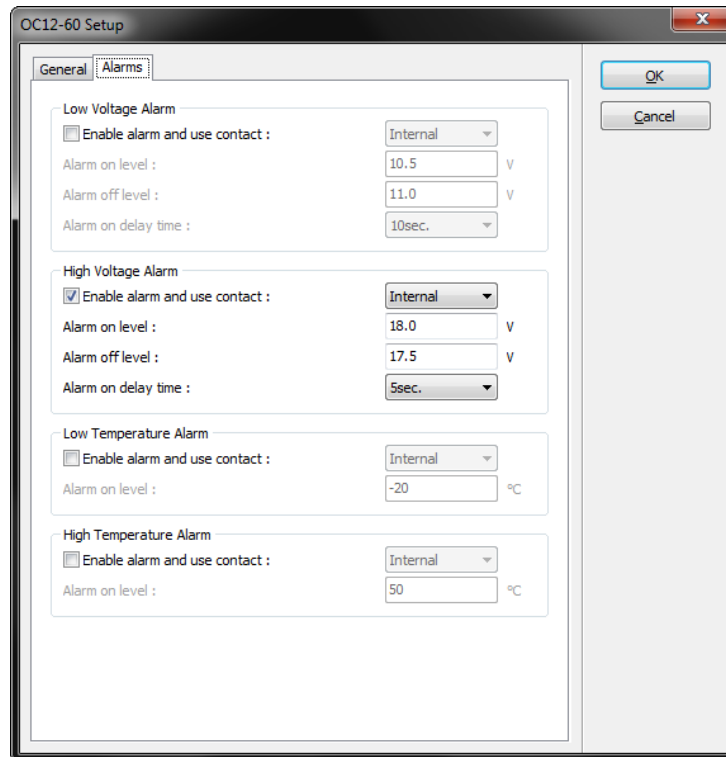 OC12-60 Setup
General Alarms
OK
Cancel
Low Voltage Alarm
Enable alarm and use contact : Internal
Alarm on level : 10.5 V
Alarm off level : 11.0 V
Alarm on delay time : 10sec.
High Voltage Alarm
Enable alarm and use contact : Internal
Alarm on level : 18.0 V
Alarm off level : 17.5 V
Alarm on delay time : 5sec.
Low Temperature Alarm
Enable alarm and use contact : Internal
Alarm on level : -20 °C
High Temperature Alarm
Enable alarm and use contact : Internal
Alarm on level : 50 °C